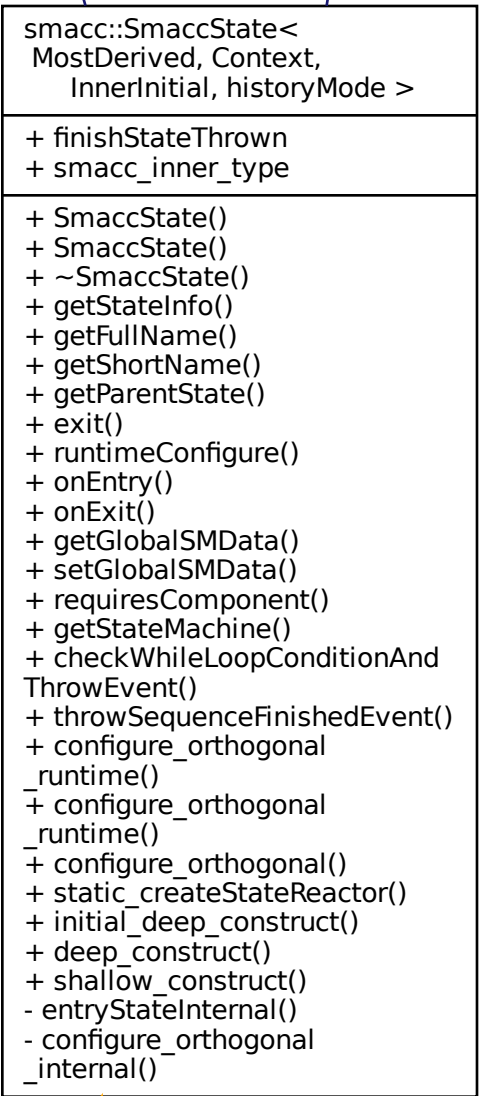 smacc::SmaccState<
MostDerived, Context,
InnerInitial, historyMode >
+ finishStateThrown
+ smacc_inner_type
+ SmaccState()
+ SmaccState()
+ ~SmaccState()
+ getStateInfo()
+ getFullName()
+ getShortName()
+ getParentState()
+ exit()
+ runtimeConfigure()
+ onEntry()
+ onExit()
+ getGlobalSMData()
+ setGlobalSMData()
+ requiresComponent()
+ getStateMachine()
+ checkWhileLoopConditionAnd
ThrowEvent()
+ throwSequenceFinishedEvent()
+ configure_orthogonal
_runtime()
+ configure_orthogonal
_runtime()
+ configure_orthogonal()
+ static_createStateReactor()
+ initial_deep_construct()
+ deep_construct()
+ shallow_construct()
- entryStateInternal()
- configure_orthogonal
_internal()